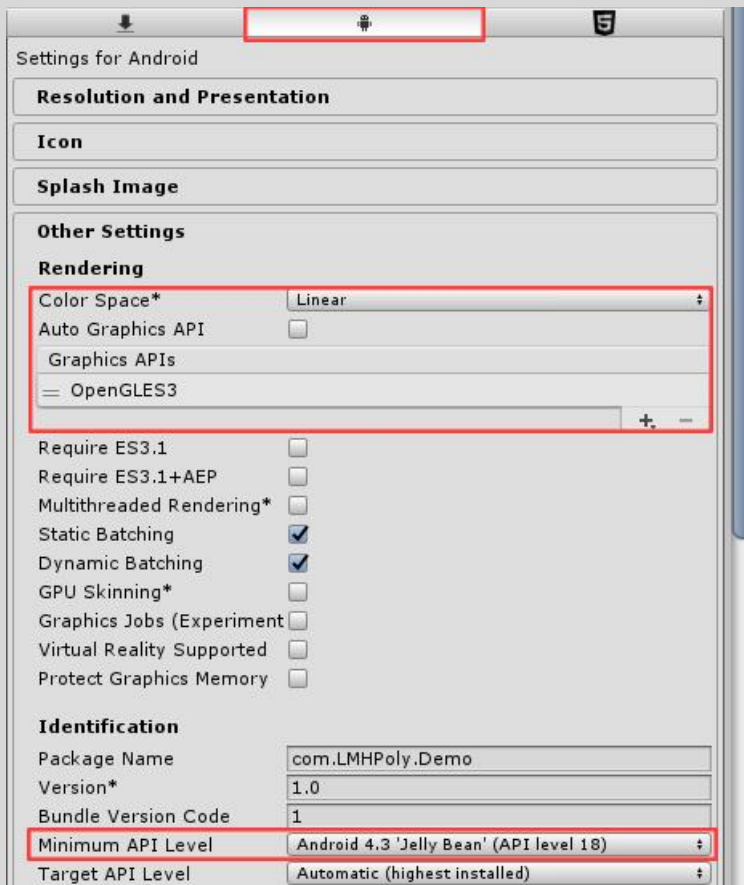 Settings for Android
Resolution and Presentation
Icon
Splash Image
Other Settings
Rendering
Color Space* Linear
Auto Graphics API
Graphics APIs
= OpenGLES3
Require ES3.1
Require ES3.1+AEP
Multithreaded Rendering*
Static Batching
Dynamic Batching
GPU Skinning*
Graphics Jobs (Experiment
Virtual Reality Supported
Protect Graphics Memory
Identification
Package Name com.LMHPoly.Demo
Version* 1.0
Bundle Version Code 1
Minimum API Level Android 4.3 'Jelly Bean' (API level 18)
Target API Level Automatic (highest installed)